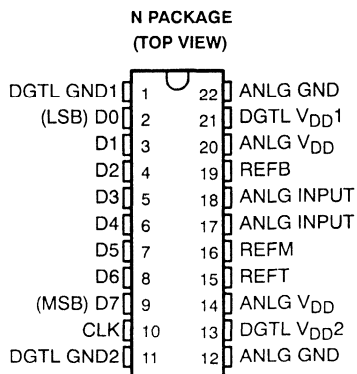 N PACKAGE
(TOP VIEW)
DGTL GND1 1 22 ANLG GND
(LSB) D0 2 21 DGTL VDD1
D1 3 20 ANLG VDD
D2 4 19 REFB
D3 5 18 ANLG INPUT
D4 6 17 ANLG INPUT
D5 7 16 REFM
D6 8 15 REFT
(MSB) D7 9 14 ANLG VDD
CLK 10 13 DGTL VDD2
DGTL GND2 11 12 ANLG GND